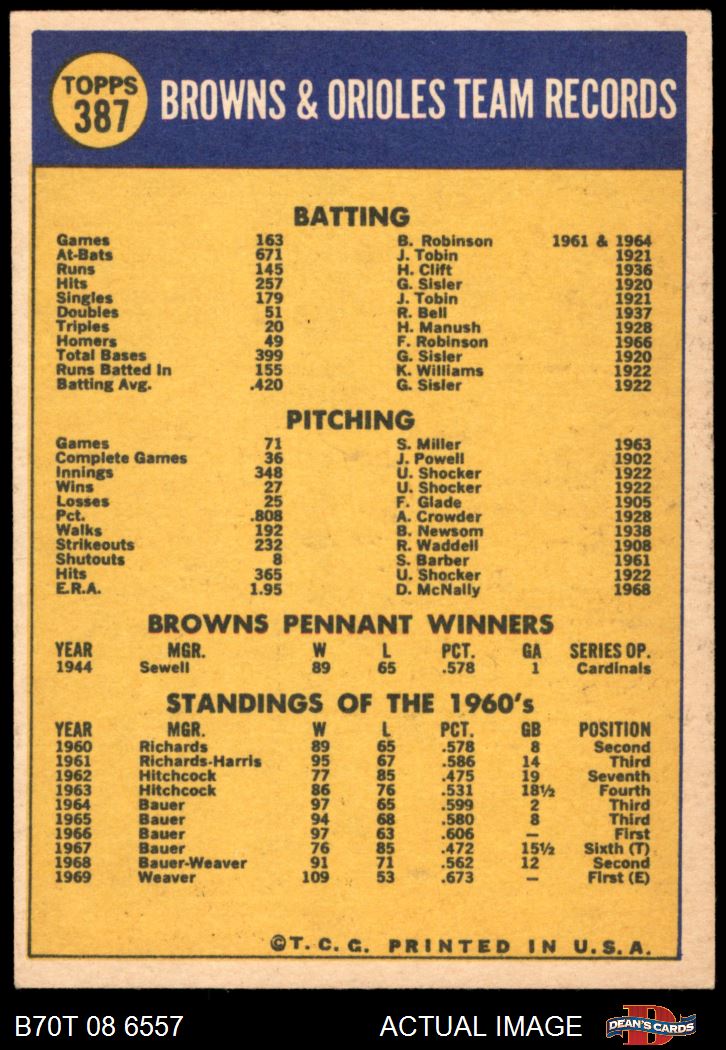 TOPPS
387
BROWNS & ORIOLES TEAM RECORDS
BATTING
Games 163 B. Robinson 1961 & 1964
At-Bats 671 J. Tobin 1921
Runs 145 H. Clift 1936
Hits 257 G. Sisler 1920
Singles 179 J. Tobin 1921
Doubles 51 R. Bell 1937
Triples 20 H. Manush 1928
Homers 49 F. Robinson 1966
Total Bases 399 G. Sisler 1920
Runs Batted In 155 K. Williams 1922
Batting Avg. .420 G. Sisler 1922
PITCHING
Games 71 S. Miller 1963
Complete Games 36 J. Powell 1902
Innings 348 U. Shocker 1922
Wins 27 U. Shocker 1922
Losses 25 F. Glade 1905
Pct. .808 A. Crowder 1928
Walks 192 B. Newsom 1938
Strikeouts 232 R. Waddell 1908
Shutouts 8 S. Barber 1961
Hits 365 U. Shocker 1922
E.R.A. 1.95 D. McNally 1968
BROWNS PENNANT WINNERS
YEAR MGR. W L PCT. GA SERIES OP.
1944 Sewell 89 65 .578 1 Cardinals
STANDINGS OF THE 1960's
YEAR MGR. W L PCT. GB POSITION
1960 Richards 89 65 .578 8 Second
1961 Richards-Harris 95 67 .586 14 Third
1962 Hitchcock 77 85 .475 19 Seventh
1963 Hitchcock 86 76 .531 18½ Fourth
1964 Bauer 97 65 .599 2 Third
1965 Bauer 94 68 .580 8 Third
1966 Bauer 97 63 .606 — First
1967 Bauer 76 85 .472 15½ Sixth (T)
1968 Bauer-Weaver 91 71 .562 12 Second
1969 Weaver 109 53 .673 — First (E)
©T. C. G. PRINTED IN U.S.A.
B70T 08 6557 ACTUAL IMAGE
D
DEAN'S CARDS